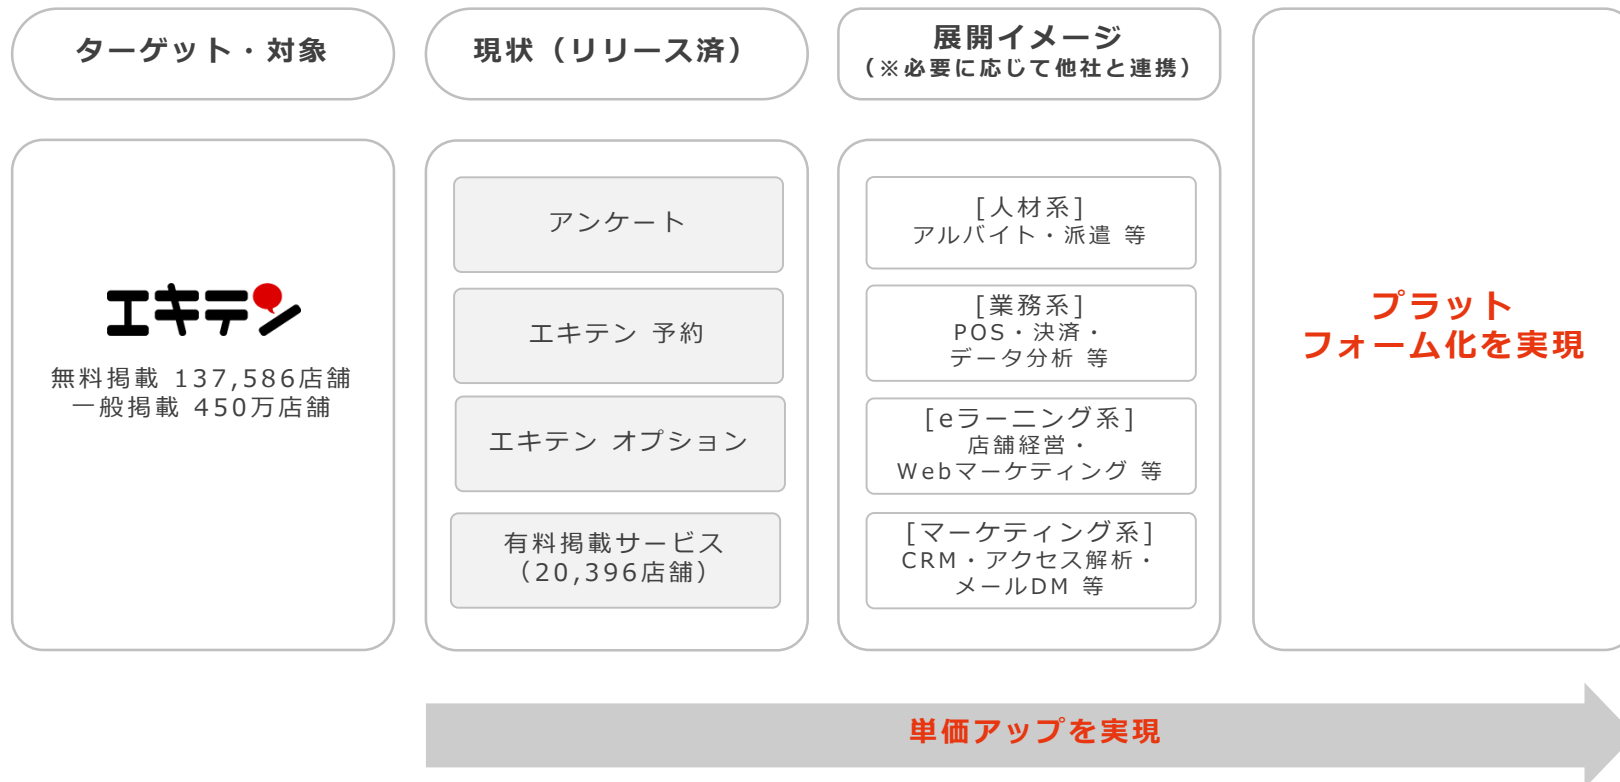 ターゲット・対象
現状（リリース済）
展開イメージ
（※必要に応じて他社と連携）
エキテン
無料掲載 137,586店舗
一般掲載 450万店舗
アンケート
エキテン 予約
エキテン オプション
有料掲載サービス
（20,396店舗）
[人材系]
アルバイト・派遣 等
[業務系]
POS・決済・
データ分析 等
[eラーニング系]
店舗経営・
Webマーケティング 等
[マーケティング系]
CRM・アクセス解析・
メールDM 等
プラット
フォーム化を実現
単価アップを実現